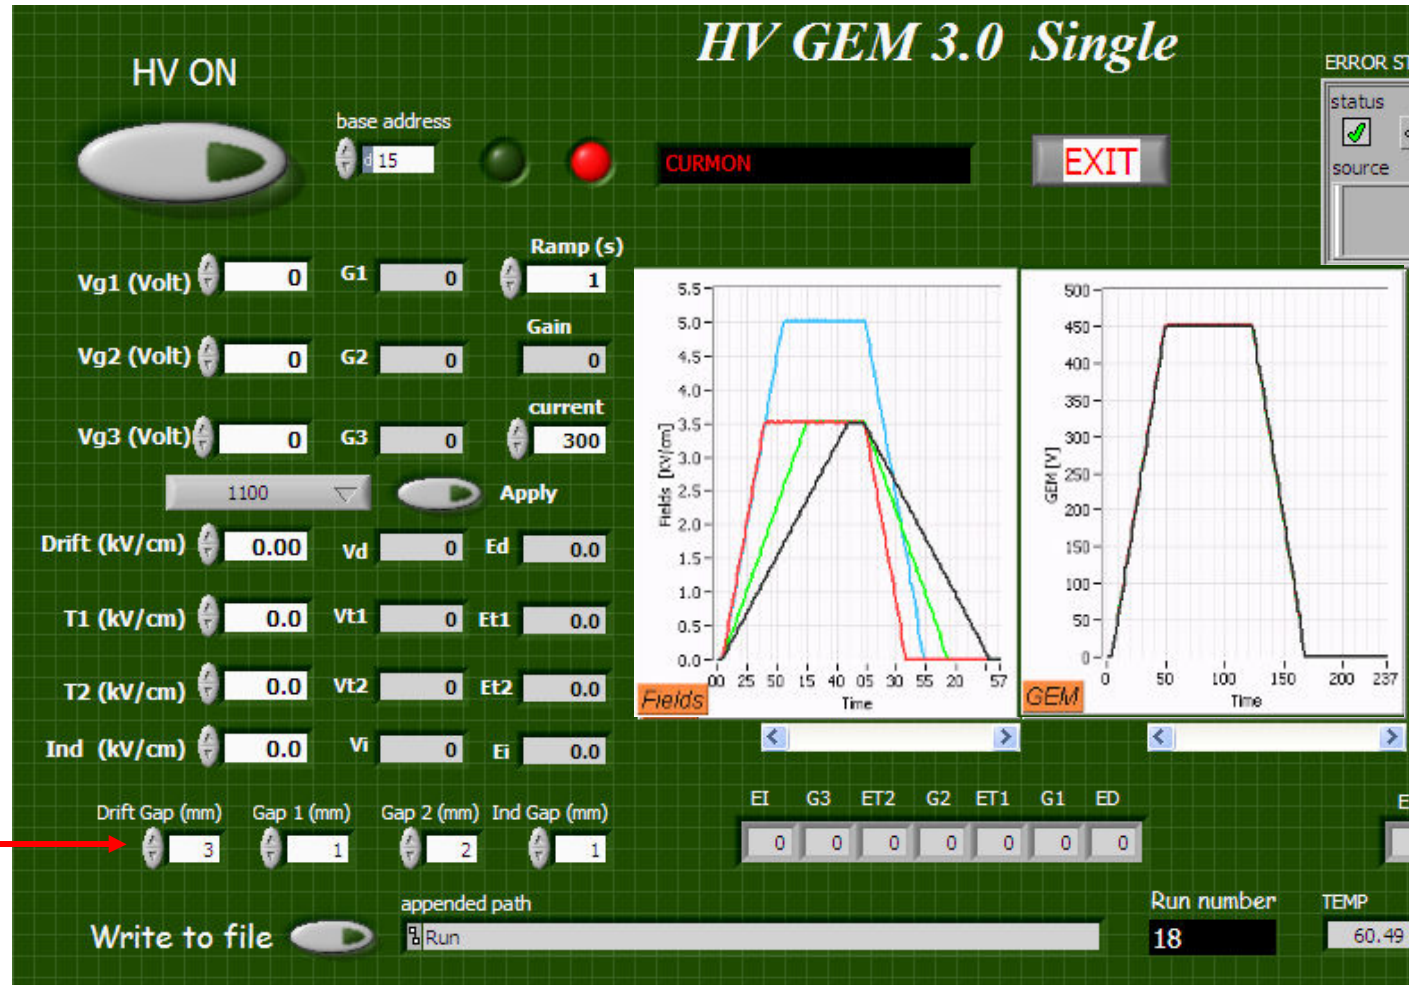 HV GEM 3.0 Single
HV ON
ERROR ST
base address
d 15
CURMON
EXIT
status
source
Vg1 (Volt) 0 G1 0
Ramp (s)
1
Vg2 (Volt) 0 G2 0
Gain
0
Vg3 (Volt) 0 G3 0
current
300
1100
Apply
Drift (kV/cm) 0.00 Vd 0 Ed 0.0
T1 (kV/cm) 0.0 Vt1 0 Et1 0.0
T2 (kV/cm) 0.0 Vt2 0 Et2 0.0
Ind (kV/cm) 0.0 Vi 0 Ei 0.0
5.5
5.0
4.5
4.0
3.5
3.0
2.5
2.0
1.5
1.0
0.5
0.0
Fields [KV/cm]
00 25 50 15 40 05 30 55 20 57
Time
Fields
500
450
400
350
300
250
200
150
100
50
0
GEM [V]
0 50 100 150 200 237
Time
GEM
Drift Gap (mm) Gap 1 (mm) Gap 2 (mm) Ind Gap (mm)
3 1 2 1
EI G3 ET2 G2 ET1 G1 ED
0 0 0 0 0 0 0
E
appended path
Write to file
Run
Run number
18
TEMP
60.49